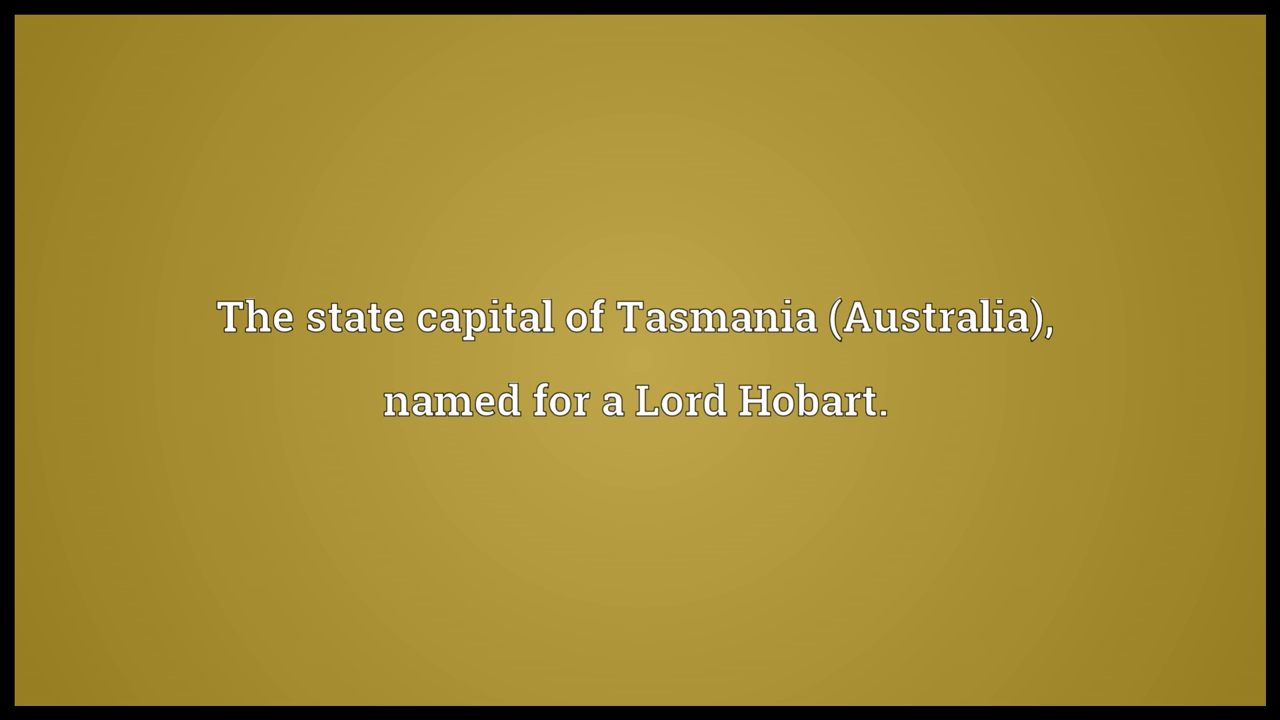 The state capital of Tasmania (Australia),
named for a Lord Hobart.